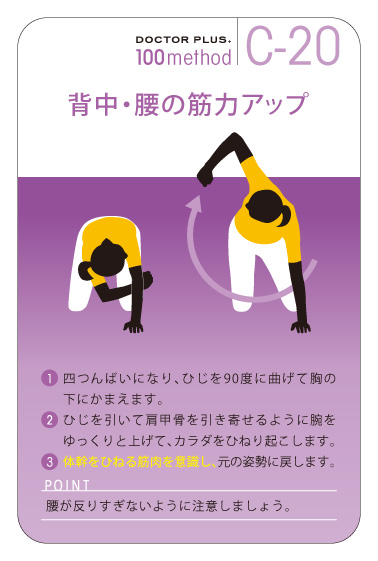 DOCTOR PLUS.
100method
C-20
背中・腰の筋力アップ
1 四つんばいになり、ひじを90度に曲げて胸の
下にかまえます。
2 ひじを引いて肩甲骨を引き寄せるように腕を
ゆっくりと上げて、カラダをひねり起こします。
3 体幹をひねる筋肉を意識し、元の姿勢に戻します。
POINT
腰が反りすぎないように注意しましょう。